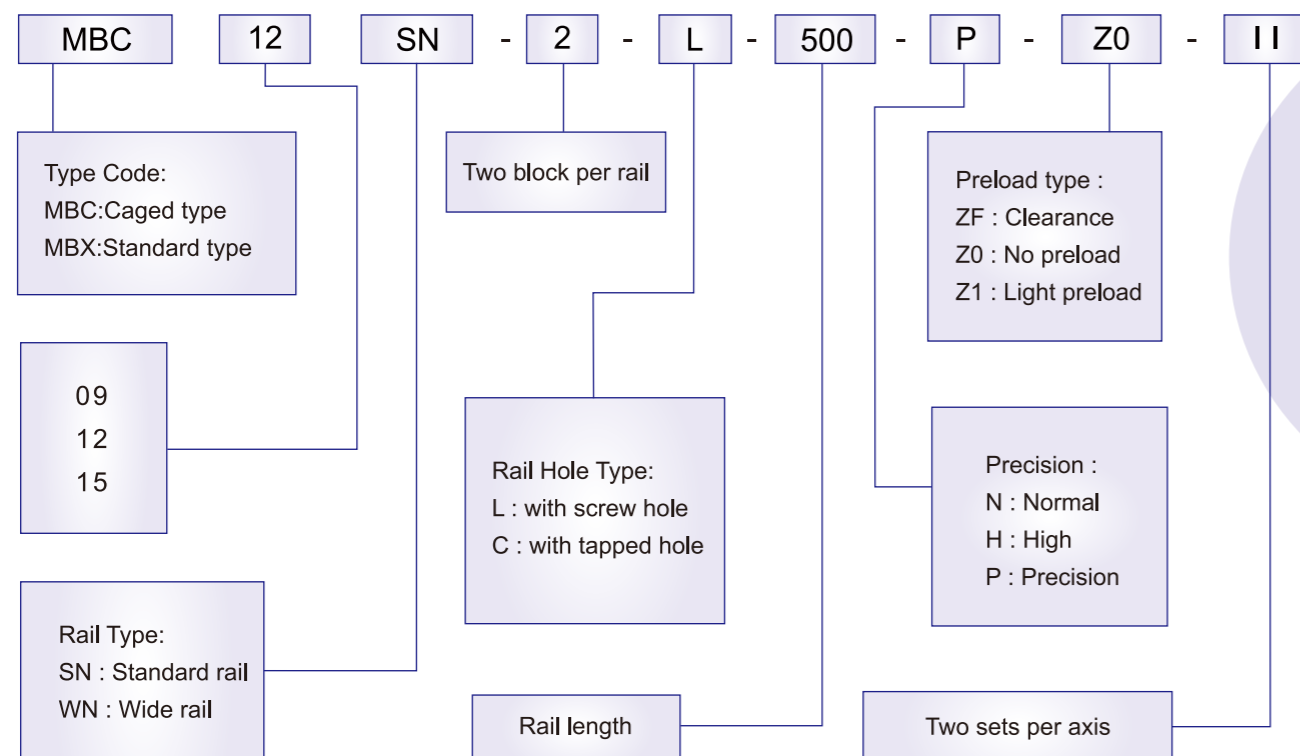 MBC 12 SN - 2 - L - 500 - P - Z0 - II
Type Code:
MBC:Caged type
MBX:Standard type
Two block per rail
Preload type :
ZF : Clearance
Z0 : No preload
Z1 : Light preload
09
12
15
Rail Hole Type:
L : with screw hole
C : with tapped hole
Precision :
N : Normal
H : High
P : Precision
Rail Type:
SN : Standard rail
WN : Wide rail
Rail length
Two sets per axis